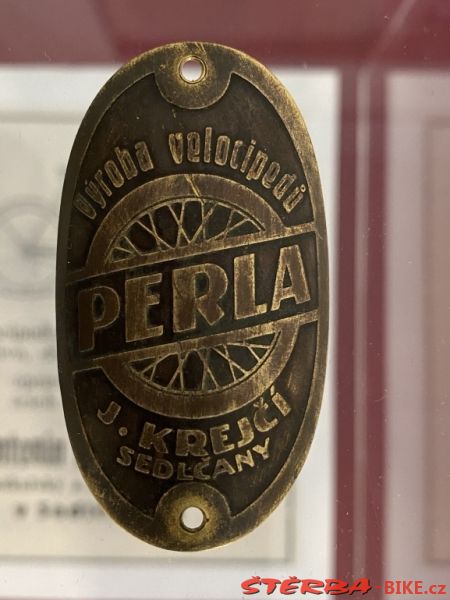 výroba velocipedů
PERLA
J. KREJČÍ
SEDLČANY
ŠTĚRBA-BIKE.cz